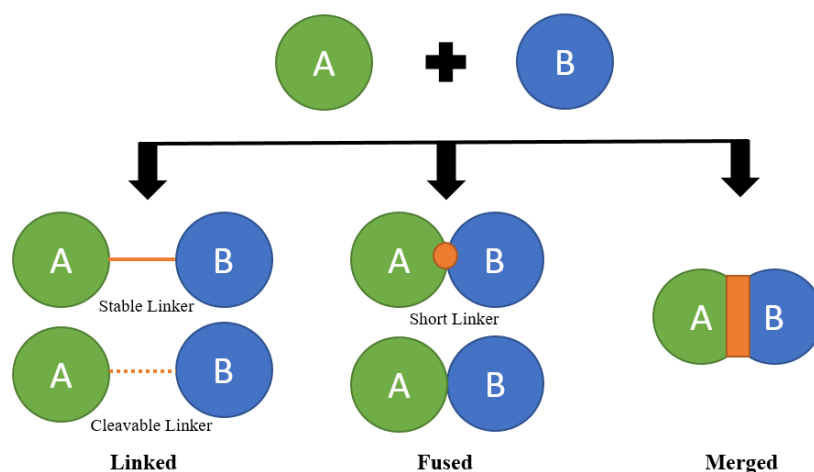 A
B
A
B
Stable Linker
A
B
Cleavable Linker
Linked
A
B
Short Linker
A
B
Fused
A
B
Merged